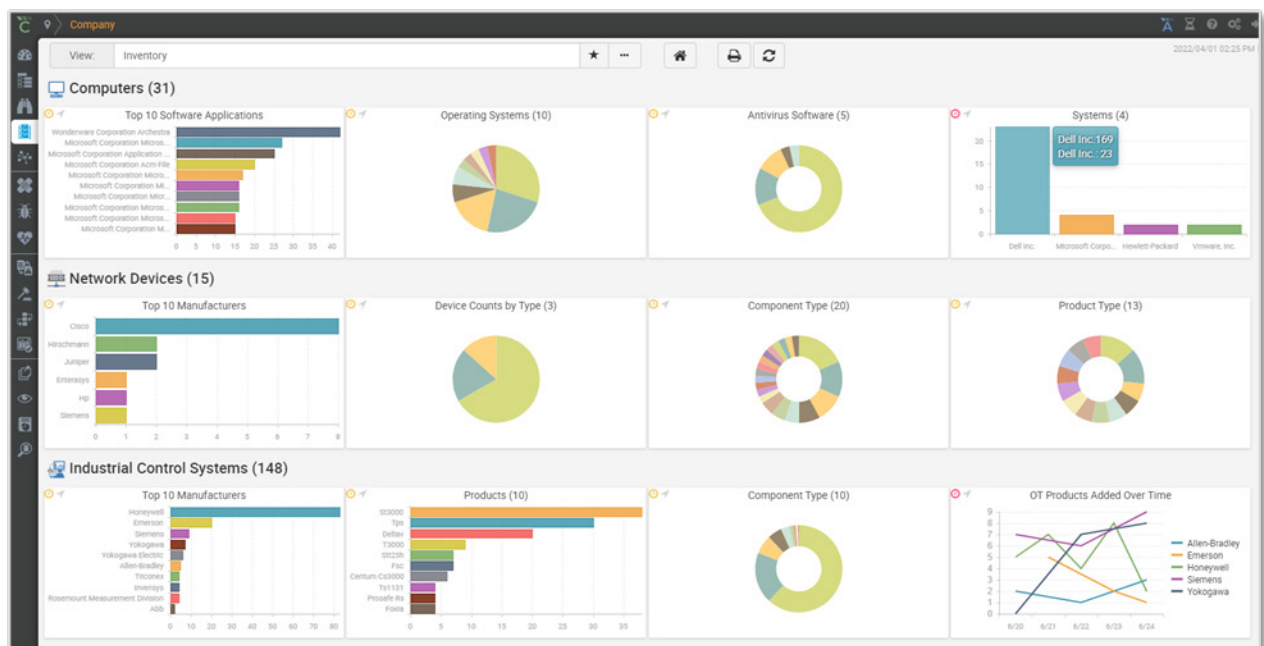 Company
View: Inventory
2022/04/01 02:25 PM
Computers (31)
Top 10 Software Applications
Wonderware Corporation Archestra
Microsoft Corporation Micros...
Microsoft Corporation Application ...
Microsoft Corporation Acm File
Microsoft Corporation Micro...
Microsoft Corporation Mi...
Microsoft Corporation Micr...
Microsoft Corporation Micros...
Microsoft Corporation Micros...
Microsoft Corporation M...
0 5 10 15 20 25 30 35 40
Operating Systems (10)
Antivirus Software (5)
Systems (4)
Dell Inc.169
Dell Inc.: 23
20
15
10
5
0
Dell Inc. Microsoft Corpo... Hewlett-Packard Vmware, Inc.
Network Devices (15)
Top 10 Manufacturers
Cisco
Hirschmann
Juniper
Enterasys
Hp
Siemens
0 1 2 3 4 5 6 7 8
Device Counts by Type (3)
Component Type (20)
Product Type (13)
Industrial Control Systems (148)
Top 10 Manufacturers
Honeywell
Emerson
Siemens
Yokogawa
Yokogawa Electric
Allen-Bradley
Triconex
Invensys
Rosemount Measurement Division
Abb
0 10 20 30 40 50 60 70 80
Products (10)
St3000
Tps
Deltav
T3000
Stt25h
Fsc
Centum Cs3000
Ts1131
Prosafe Rs
Foxia
0 5 10 15 20 25 30 35
Component Type (10)
OT Products Added Over Time
9
8
7
6
5
4
3
2
1
0
6/20 6/21 6/22 6/23 6/24
Allen-Bradley
Emerson
Honeywell
Siemens
Yokogawa